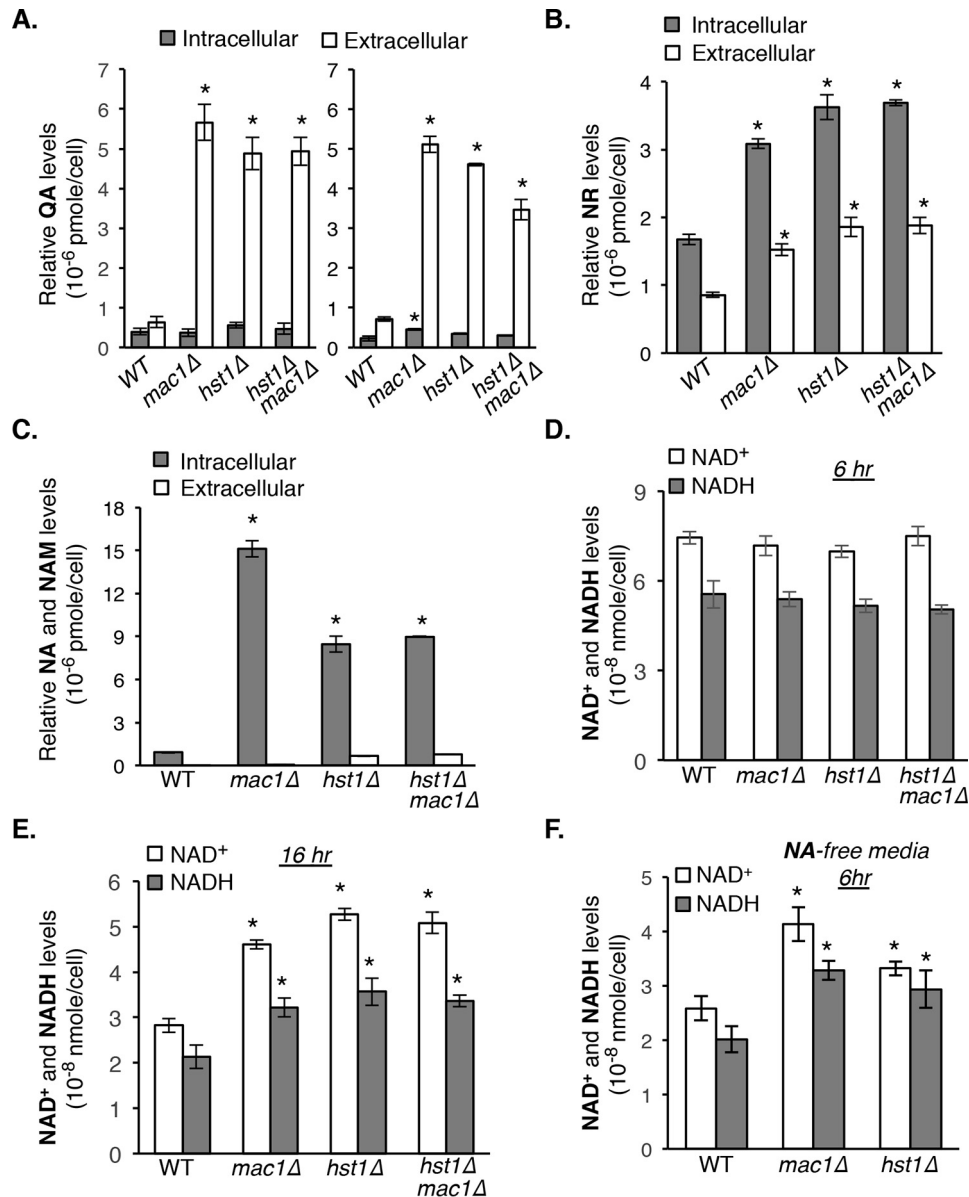 A.
Intracellular Extracellular
Relative QA levels
(10-6 pmole/cell)
7
6
5
4
3
2
1
0
* * *
WT mac1Δ hst1Δ hst1Δ mac1Δ
7
6
5
4
3
2
1
0
* * * *
WT mac1Δ hst1Δ hst1Δ mac1Δ
B.
Intracellular
Extracellular
Relative NR levels
(10-6 pmole/cell)
4
3
2
1
0
* * * * * *
WT mac1Δ hst1Δ hst1Δ mac1Δ
C.
Intracellular
Extracellular
Relative NA and NAM levels
(10-6 pmole/cell)
18
15
12
9
6
3
0
* * *
WT mac1Δ hst1Δ hst1Δ
mac1Δ
D.
NAD+
NADH
6 hr
NAD+ and NADH levels
(10-8 nmole/cell)
9
6
3
0
WT mac1Δ hst1Δ hst1Δ
mac1Δ
E.
NAD+
NADH
16 hr
NAD+ and NADH levels
(10-8 nmole/cell)
6
5
4
3
2
1
0
* * * * * *
WT mac1Δ hst1Δ hst1Δ
mac1Δ
F.
NA-free media
6hr
NAD+
NADH
NAD+ and NADH levels
(10-8 nmole/cell)
5
4
3
2
1
0
* * * *
WT mac1Δ hst1Δ